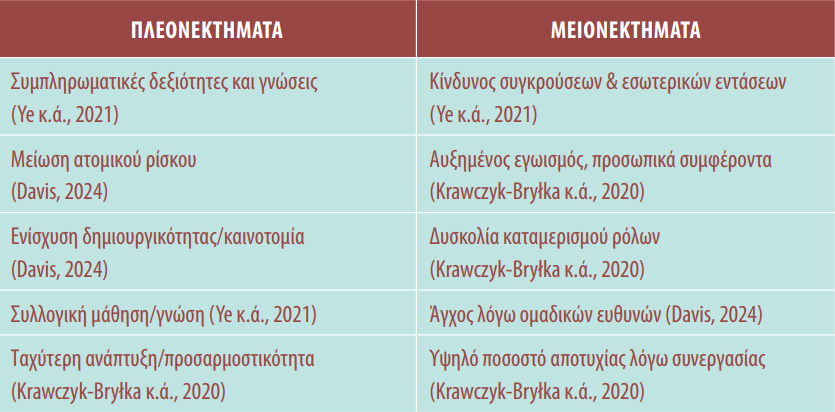 ΠΛΕΟΝΕΚΤΗΜΑΤΑ
ΜΕΙΟΝΕΚΤΗΜΑΤΑ
Συμπληρωματικές δεξιότητες και γνώσεις
(Ye κ.ά., 2021)
Κίνδυνος συγκρούσεων & εσωτερικών εντάσεων
(Ye κ.ά., 2021)
Μείωση ατομικού ρίσκου
(Davis, 2024)
Αυξημένος εγωισμός, προσωπικά συμφέροντα
(Krawczyk-Bryłka κ.ά., 2020)
Ενίσχυση δημιουργικότητας/καινοτομία
(Davis, 2024)
Δυσκολία καταμερισμού ρόλων
(Krawczyk-Bryłka κ.ά., 2020)
Συλλογική μάθηση/γνώση (Ye κ.ά., 2021)
Άγχος λόγω ομαδικών ευθυνών (Davis, 2024)
Ταχύτερη ανάπτυξη/προσαρμοστικότητα
(Krawczyk-Bryłka κ.ά., 2020)
Υψηλό ποσοστό αποτυχίας λόγω συνεργασίας
(Krawczyk-Bryłka κ.ά., 2020)